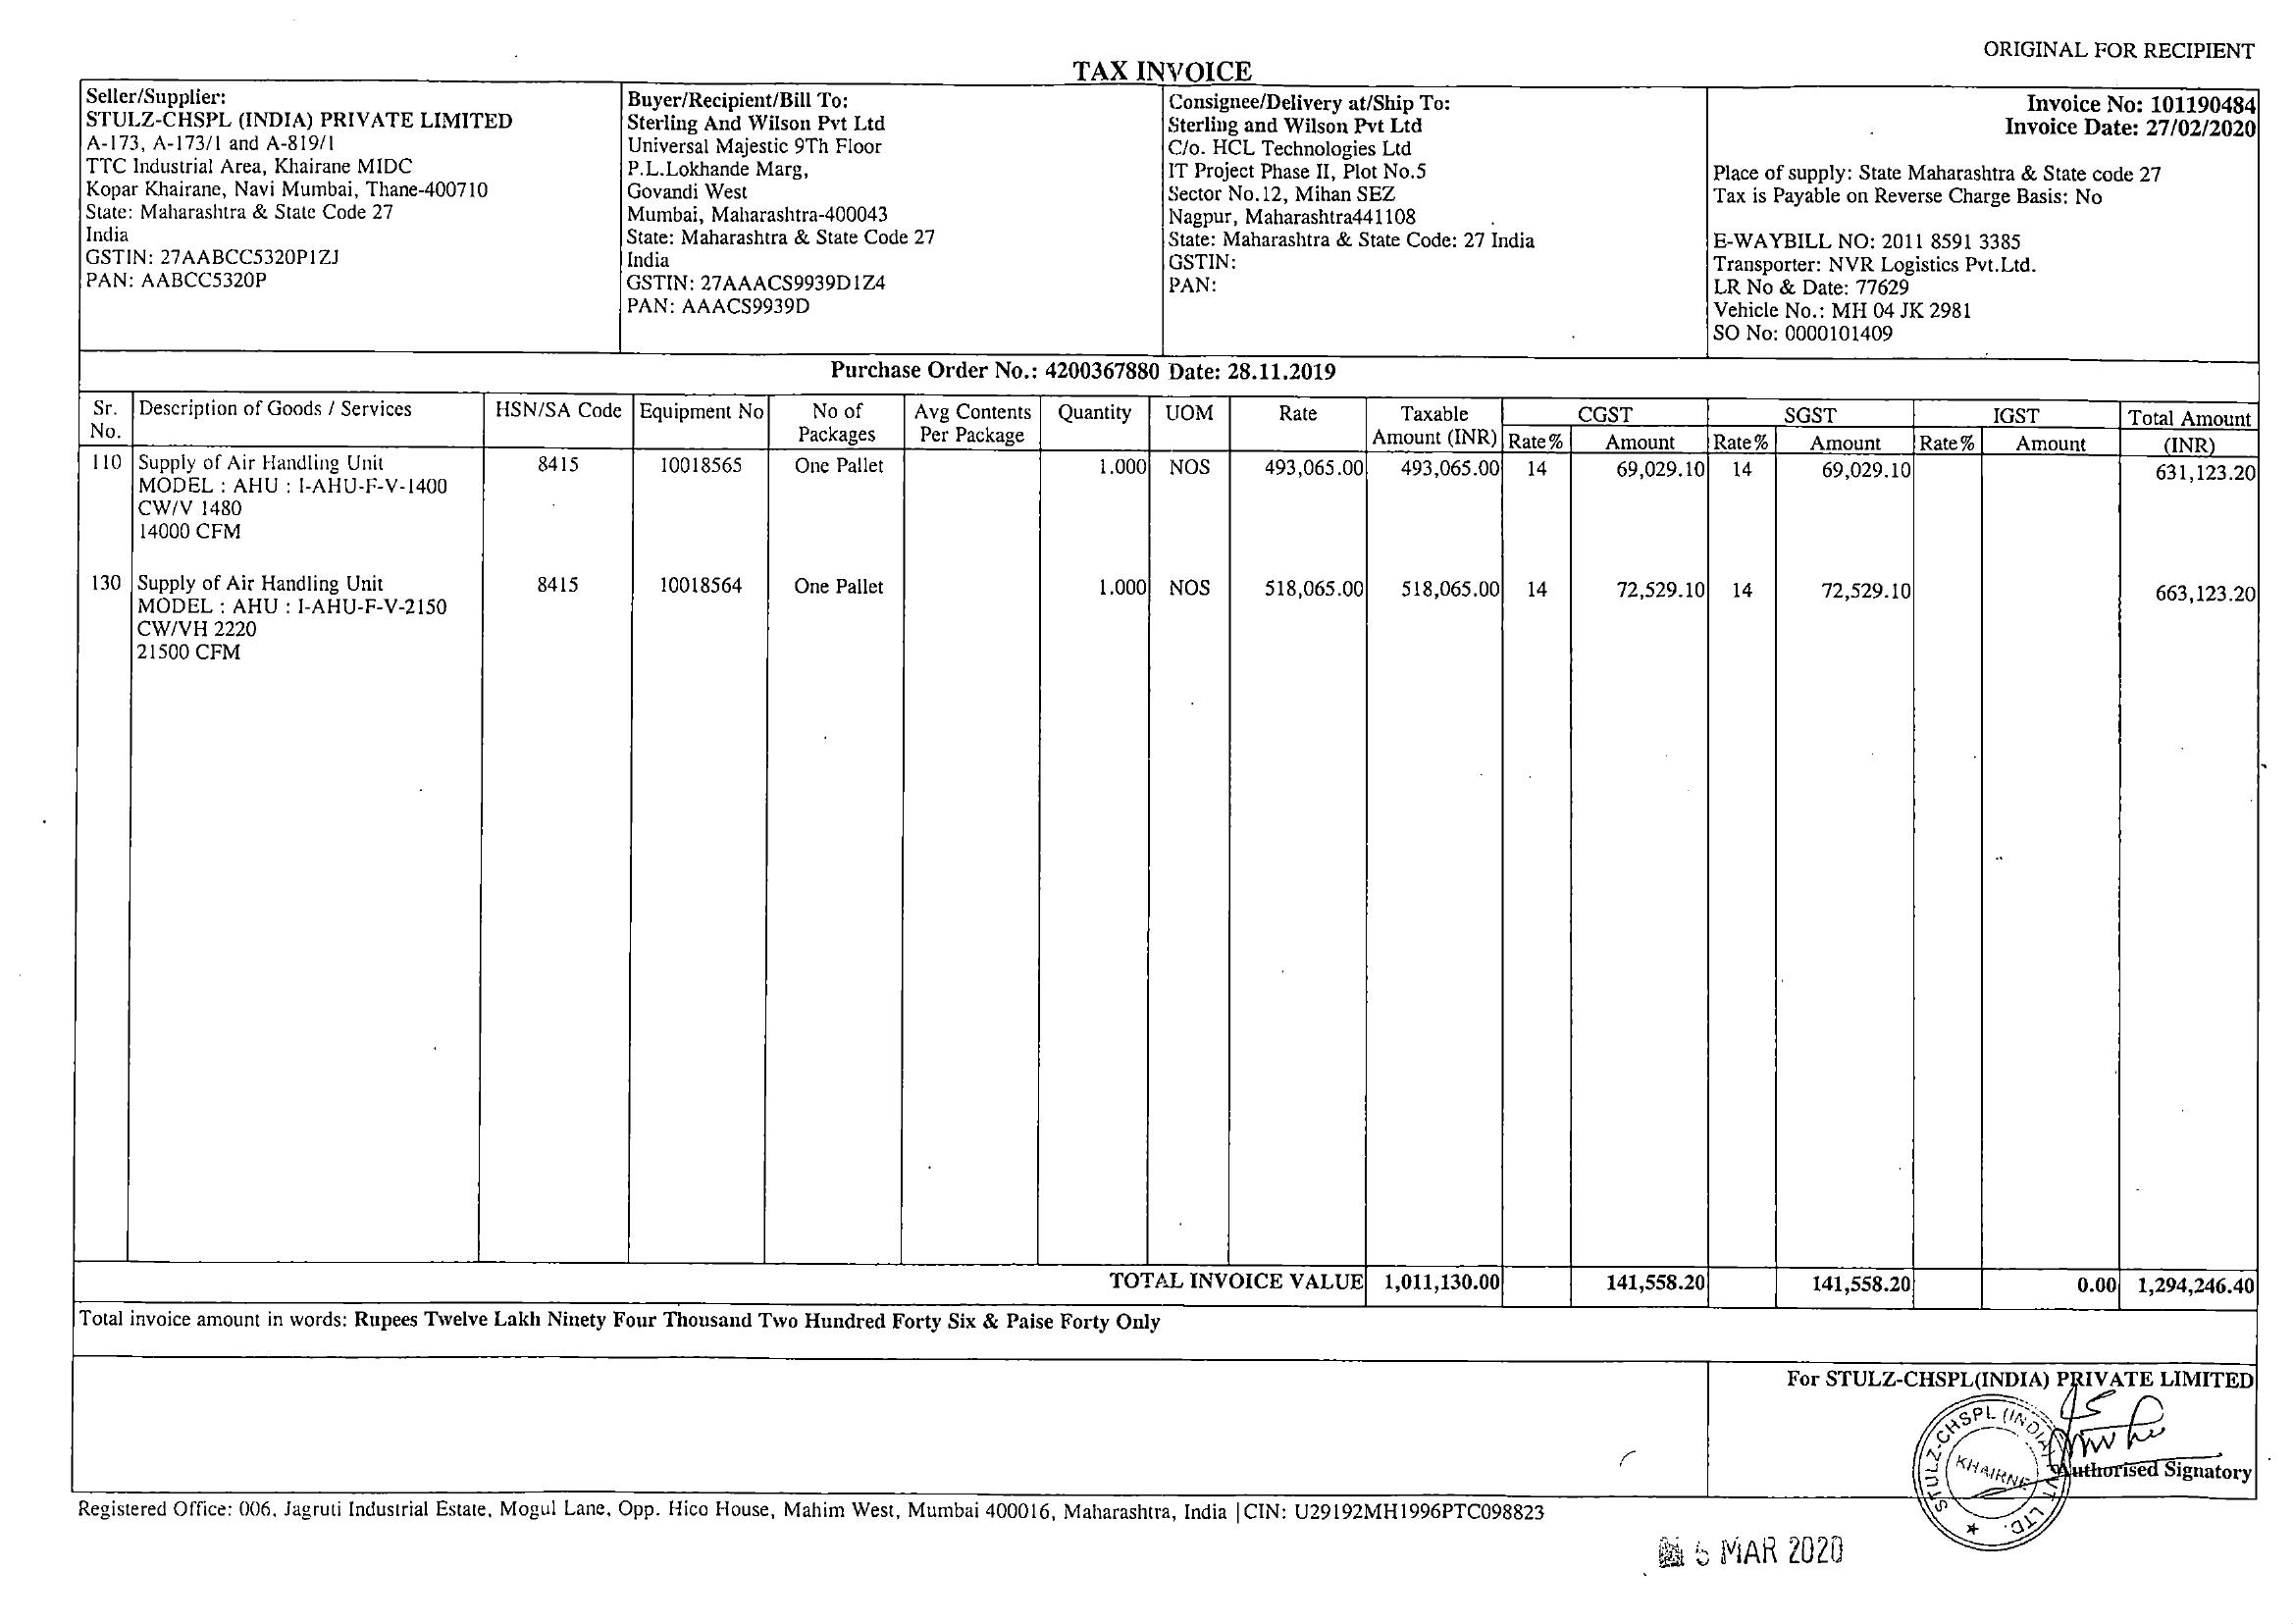 ORIGINAL FOR RECIPIENT
TAX INVOICE
Seller/Supplier:
STULZ-CHSPL (INDIA) PRIVATE LIMITED
A-173, A-173/1 and A-819/1
TTC Industrial Area, Khairane MIDC
Kopar Khairane, Navi Mumbai, Thane-400710
State: Maharashtra & State Code 27
India
GSTIN: 27AABCC5320P1ZJ
PAN: AABCC5320P
Buyer/Recipient/Bill To:
Sterling And Wilson Pvt Ltd
Universal Majestic 9Th Floor
P.L.Lokhande Marg,
Govandi West
Mumbai, Maharashtra-400043
State: Maharashtra & State Code 27
India
GSTIN: 27AAACS9939D1Z4
PAN: AAACS9939D
Consignee/Delivery at/Ship To:
Sterling and Wilson Pvt Ltd
C/o. HCL Technologies Ltd
IT Project Phase II, Plot No.5
Sector No.12, Mihan SEZ
Nagpur, Maharashtra441108
State: Maharashtra & State Code: 27 India
GSTIN:
PAN:
Invoice No: 101190484
Invoice Date: 27/02/2020
Place of supply: State Maharashtra & State code 27
Tax is Payable on Reverse Charge Basis: No
E-WAYBILL NO: 2011 8591 3385
Transporter: NVR Logistics Pvt.Ltd.
LR No & Date: 77629
Vehicle No.: MH 04 JK 2981
SO No: 0000101409
Purchase Order No.: 4200367880 Date: 28.11.2019
Sr. No. Description of Goods / Services HSN/SA Code Equipment No No of Packages Avg Contents Per Package Quantity UOM Rate Taxable Amount (INR) CGST SGST IGST Total Amount (INR)
Rate% Amount Rate% Amount Rate% Amount
110 Supply of Air Handling Unit 8415 10018565 One Pallet 1.000 NOS 493,065.00 493,065.00 14 69,029.10 14 69,029.10 631,123.20
MODEL : AHU : I-AHU-F-V-1400
CW/V 1480
14000 CFM
130 Supply of Air Handling Unit 8415 10018564 One Pallet 1.000 NOS 518,065.00 518,065.00 14 72,529.10 14 72,529.10 663,123.20
MODEL : AHU : I-AHU-F-V-2150
CW/VH 2220
21500 CFM
TOTAL INVOICE VALUE 1,011,130.00 141,558.20 141,558.20 0.00 1,294,246.40
Total invoice amount in words: Rupees Twelve Lakh Ninety Four Thousand Two Hundred Forty Six & Paise Forty Only
For STULZ-CHSPL(INDIA) PRIVATE LIMITED
STULZ-CHSPL (INDIA) PVT LTD.
KHAIRNE
Authorised Signatory
Registered Office: 006, Jagruti Industrial Estate, Mogul Lane, Opp. Hico House, Mahim West, Mumbai 400016, Maharashtra, India |CIN: U29192MH1996PTC098823
5 MAR 2020